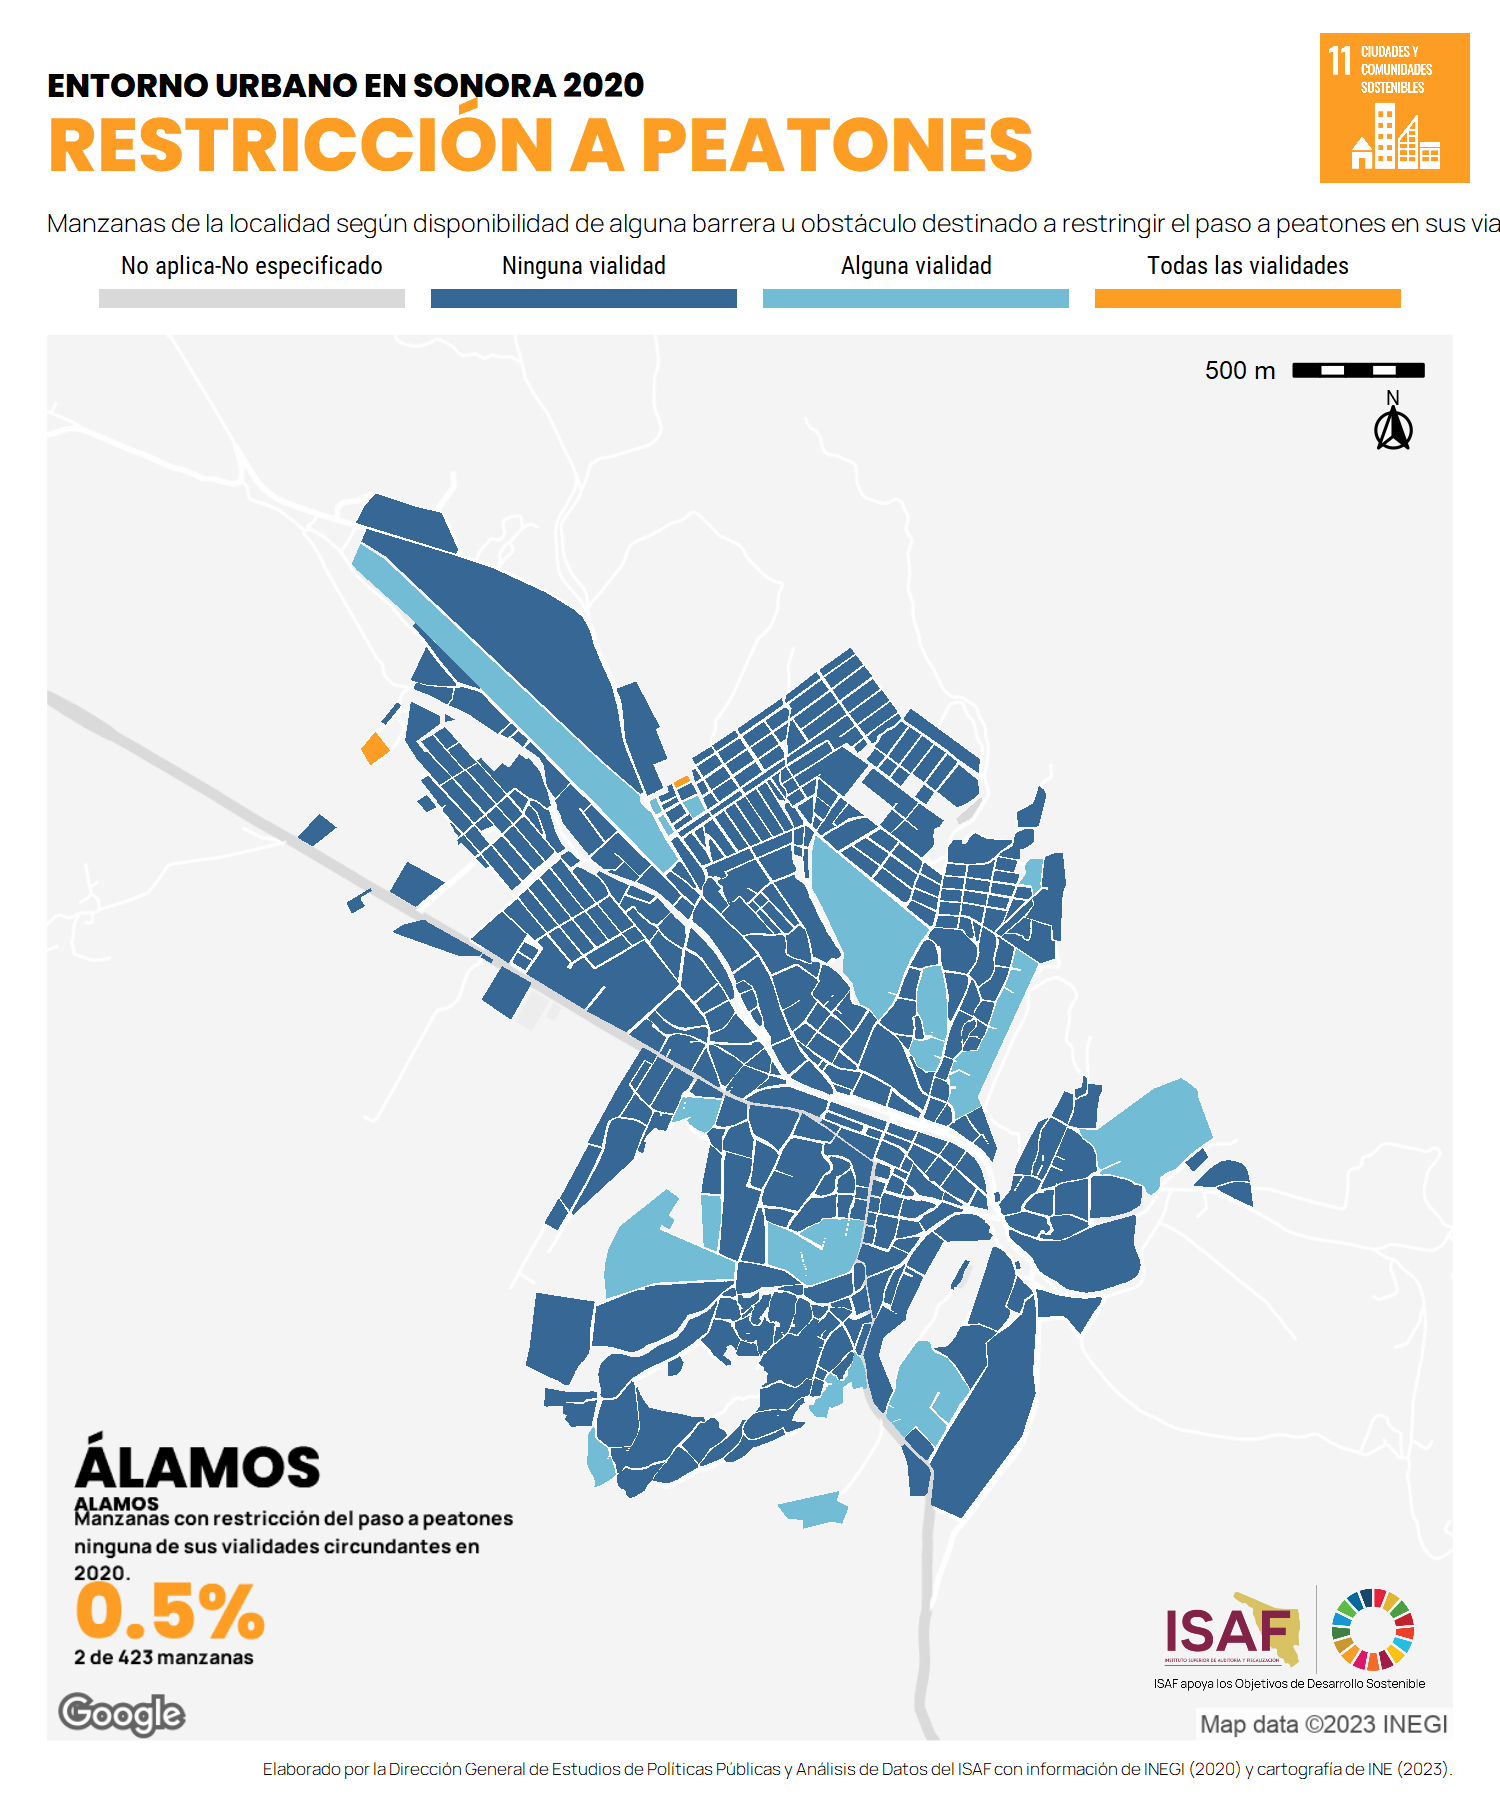 ENTORNO URBANO EN SONORA 2020
RESTRICCIÓN A PEATONES
11 CIUDADES Y
COMUNIDADES
SOSTENIBLES
Manzanas de la localidad según disponibilidad de alguna barrera u obstáculo destinado a restringir el paso a peatones en sus via
No aplica-No especificado
Ninguna vialidad
Alguna vialidad
Todas las vialidades
500 m
N
ÁLAMOS
ALAMOS
Manzanas con restricción del paso a peatones
ninguna de sus vialidades circundantes en
2020.
0.5%
2 de 423 manzanas
Google
ISAF
INSTITUTO SUPERIOR DE AUDITORÍA Y FISCALIZACIÓN
ISAF apoya los Objetivos de Desarrollo Sostenible
Map data ©2023 INEGI
Elaborado por la Dirección General de Estudios de Políticas Públicas y Análisis de Datos del ISAF con información de INEGI (2020) y cartografía de INE (2023).